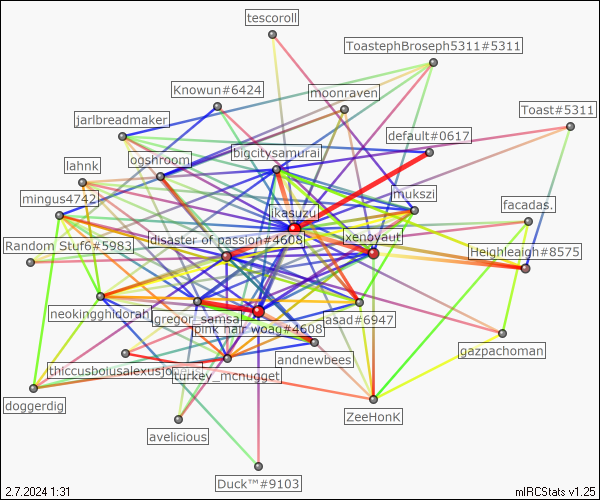 tescoroll
ToastephBroseph5311#5311
Knowun#6424
moonraven
Toast#5311
jarlbreadmaker
default#0617
bigcitysamurai
ogshroom
lahnk
mukszi
mingus4742
facadas.
ikasuzu
xenoyaut
disaster of passion#4608
Random Stuf6#5983
Heighleaigh#8575
neokingghidorah
gregor_samsa
asad#6947
pink nair woag#4608
gazpachoman
andnewbees
thiccusboiusalexusjo
turkey_mcnugget
doggerdig
ZeeHonK
avelicious
Duck™#9103
2.7.2024 1:31
mIRCStats v1.25